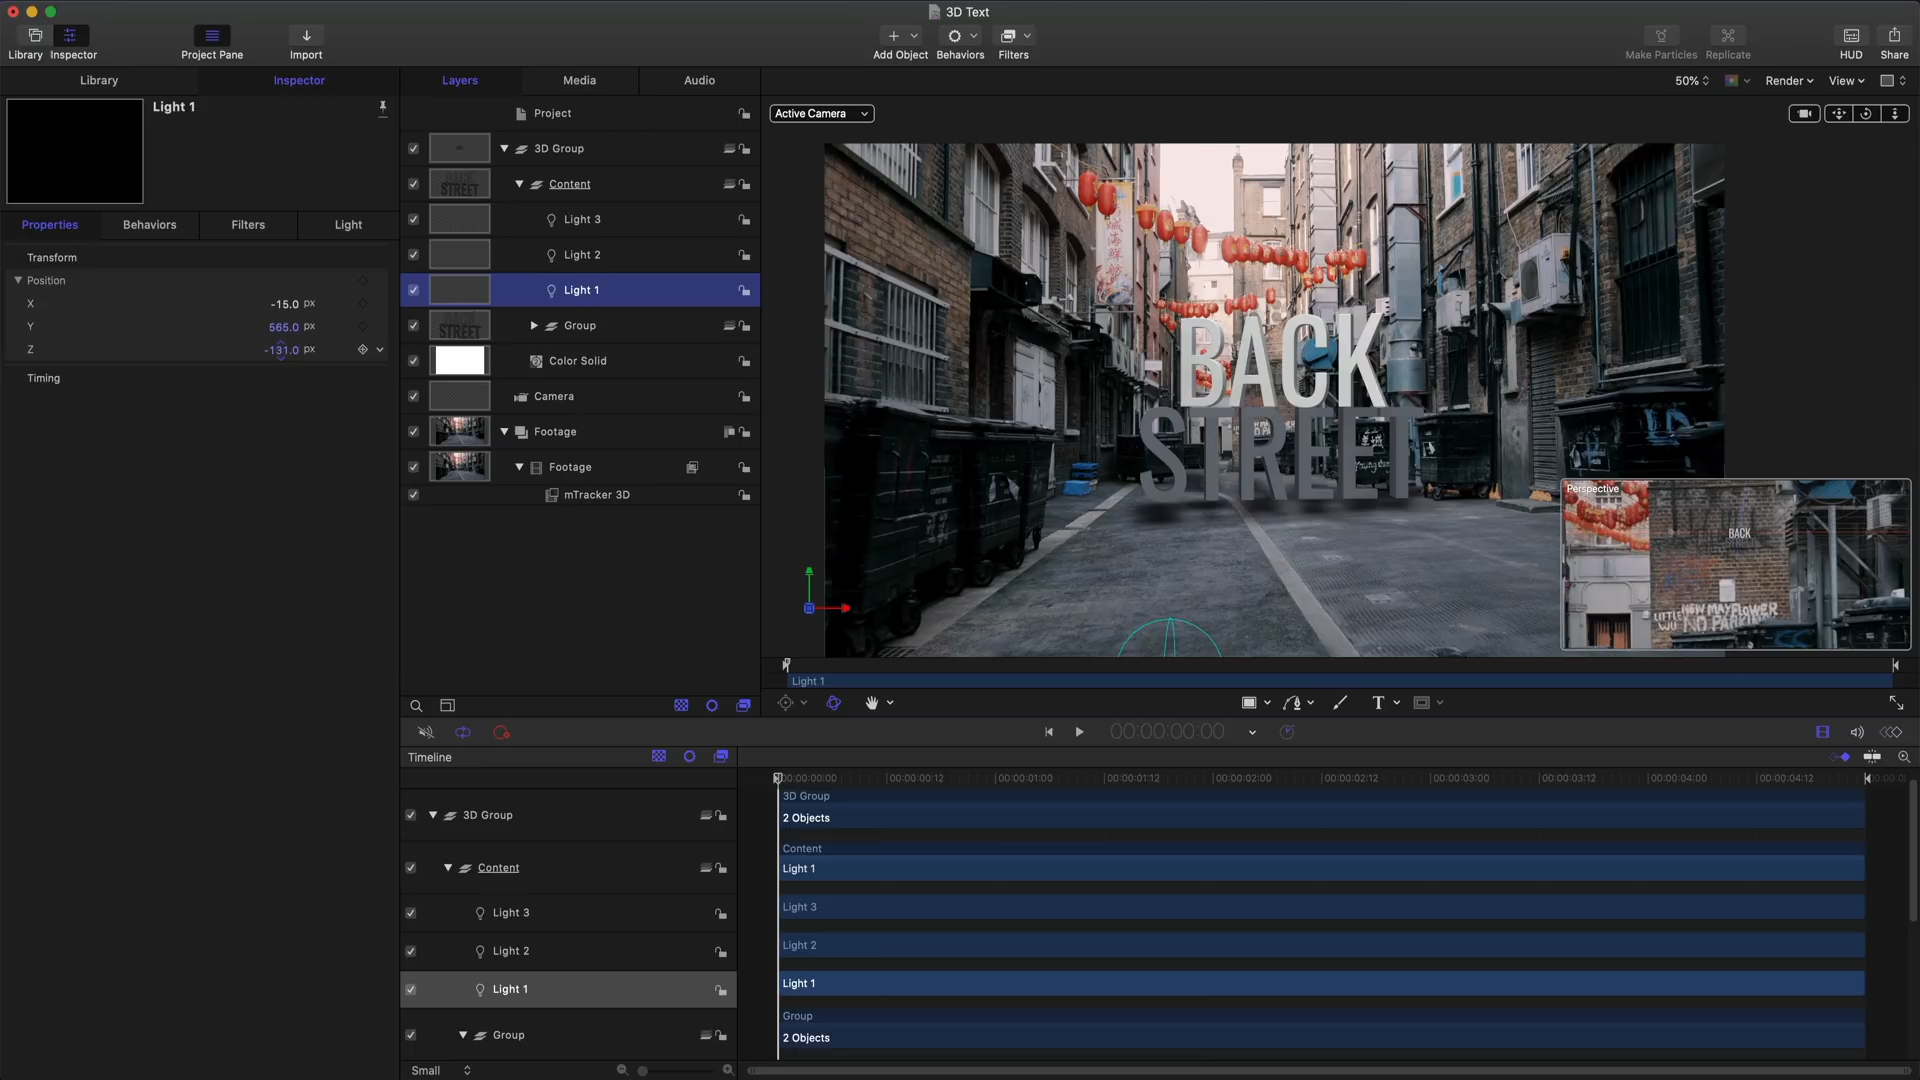 3D Text
Library
Inspector
Project Pane
Import
Add Object
Behaviors
Filters
Make Particles
Replicate
HUD
Share
Library
Inspector
Layers
Media
Audio
50%
Render
View
Light 1
Project
Active Camera
3D Group
Content
Properties
Behaviors
Filters
Light
Light 3
Transform
Light 2
Position
Light 1
X -15.0 px
Y 565.0 px
Z -131.0 px
Group
Color Solid
Timing
Camera
Footage
Footage
mTracker 3D
BACK
STREET
Perspective
BACK
LITTLE
WU
NEW MAYFLOWER
NO PARKING
Light 1
T
00:00:00:00
Timeline
00:00:00:00
00:00:00:12
00:00:01:00
00:00:01:12
00:00:02:00
00:00:02:12
00:00:03:00
00:00:03:12
00:00:04:00
00:00:04:12
3D Group
3D Group
2 Objects
Content
Content
Light 1
Light 3
Light 3
Light 2
Light 2
Light 1
Light 1
Group
Group
2 Objects
Small